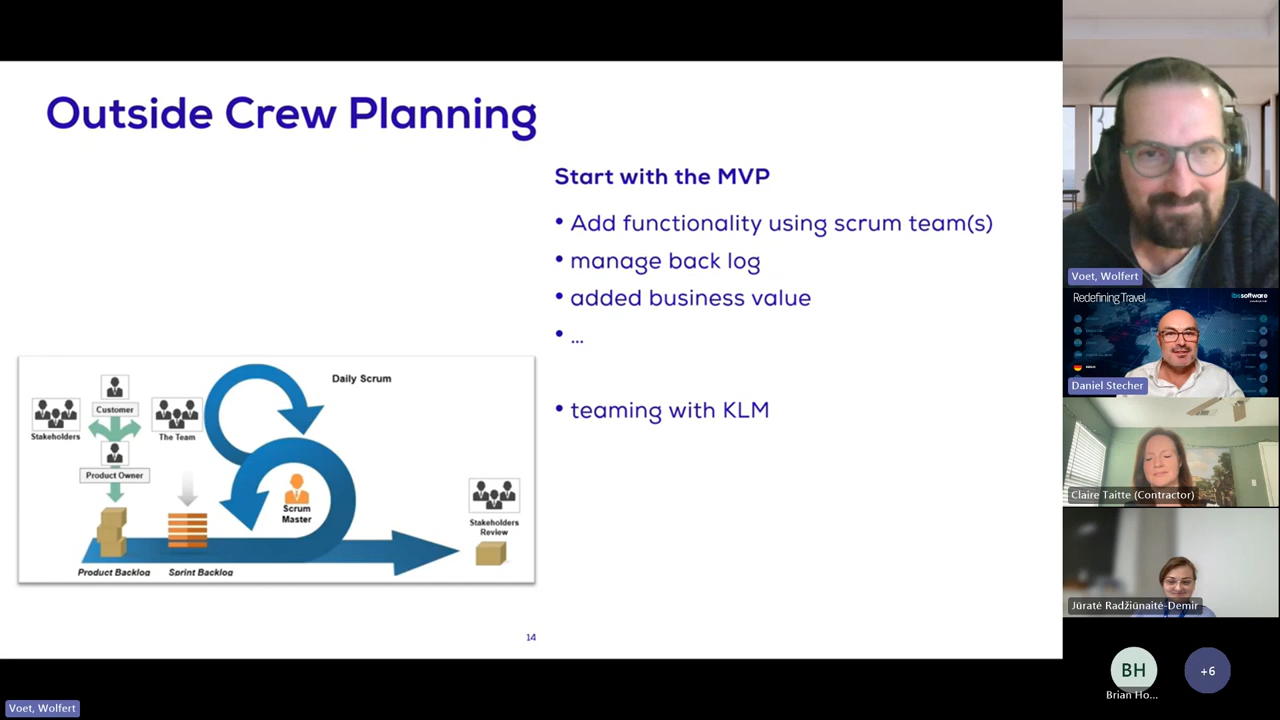 Outside Crew Planning
Start with the MVP
• Add functionality using scrum team(s)
• manage back log
• added business value
• ...
• teaming with KLM
Daily Scrum
Customer
Stakeholders
The Team
Product Owner
Scrum
Master
Stakeholders
Review
Product Backlog
Sprint Backlog
14
Voet, Wolfert
Redefining Travel
ibssoftware
Daniel Stecher
Claire Taitte (Contractor)
Jūratė Radžiūnaitė-Demir
BH
Brian Ho...
+6
Voet, Wolfert